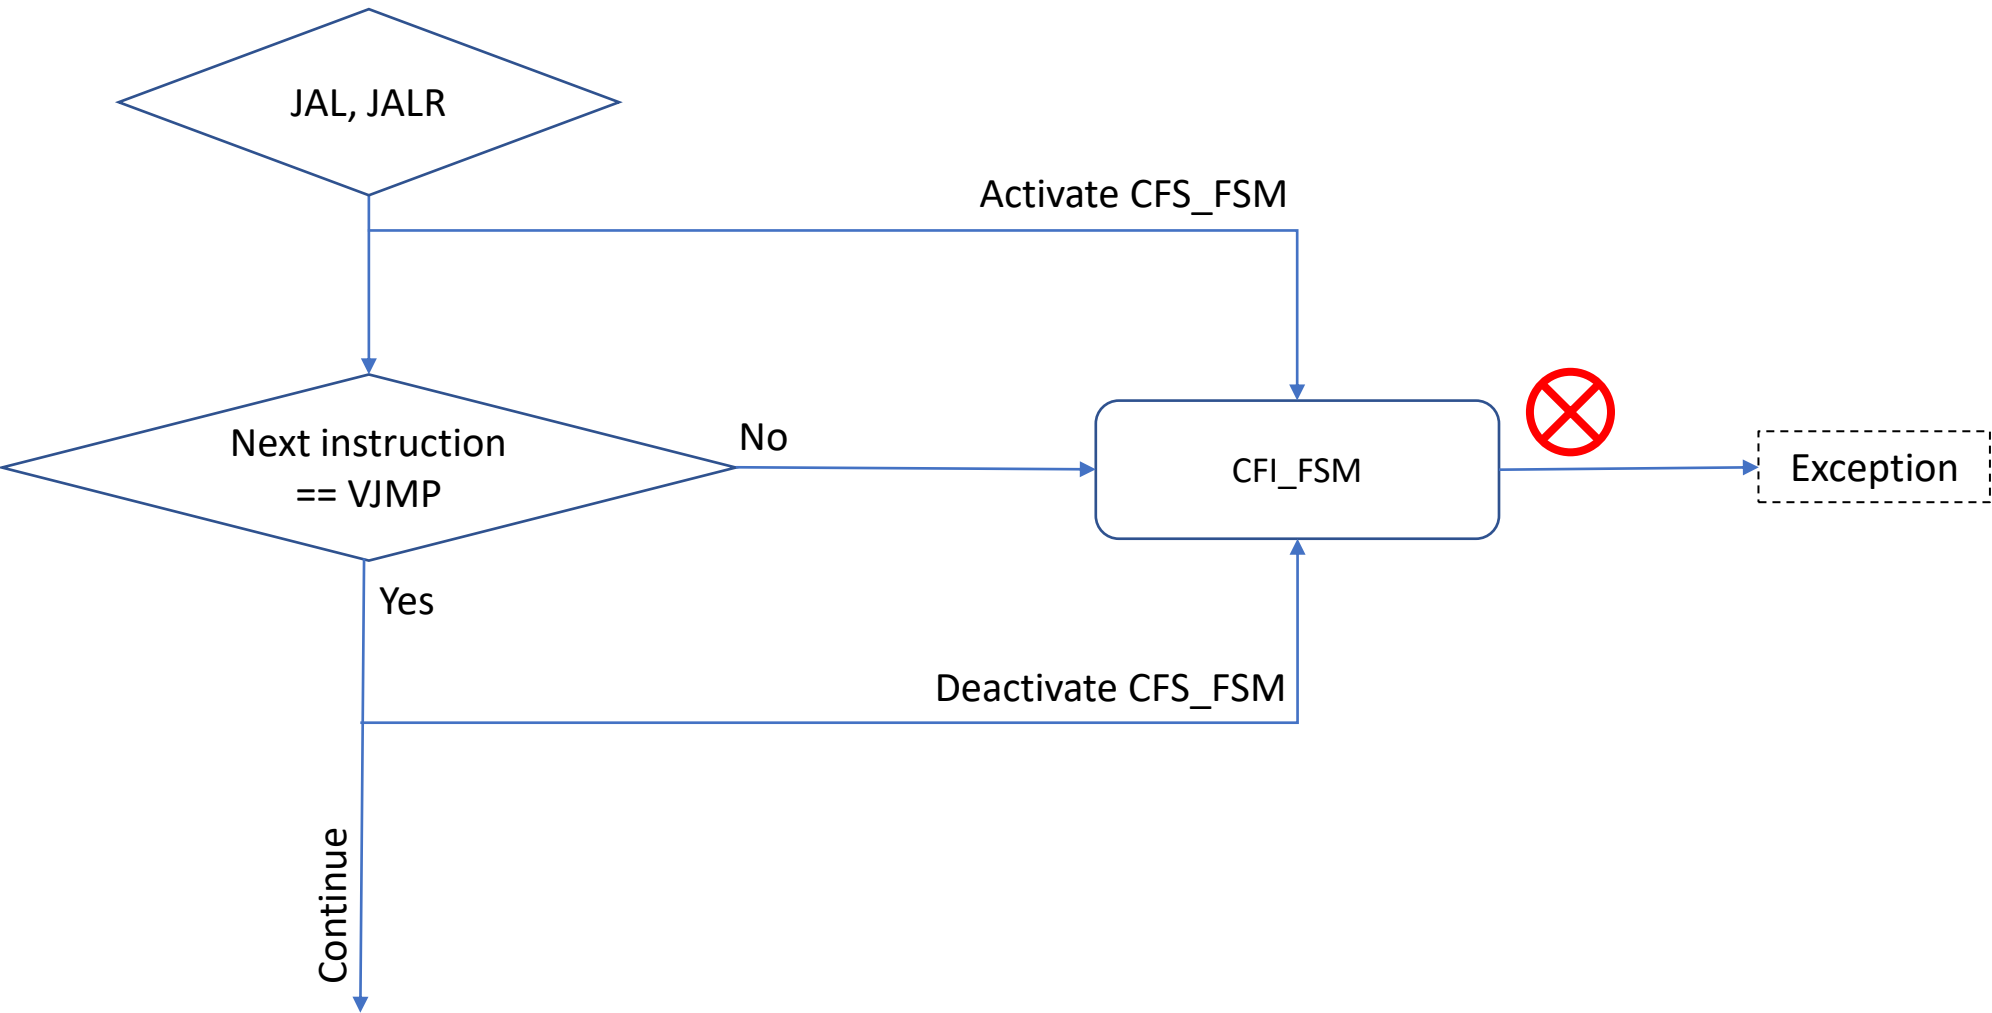 JAL, JALR
Activate CFS_FSM
Next instruction
== VJMP
No
CFI_FSM
Exception
Yes
Deactivate CFS_FSM
Continue